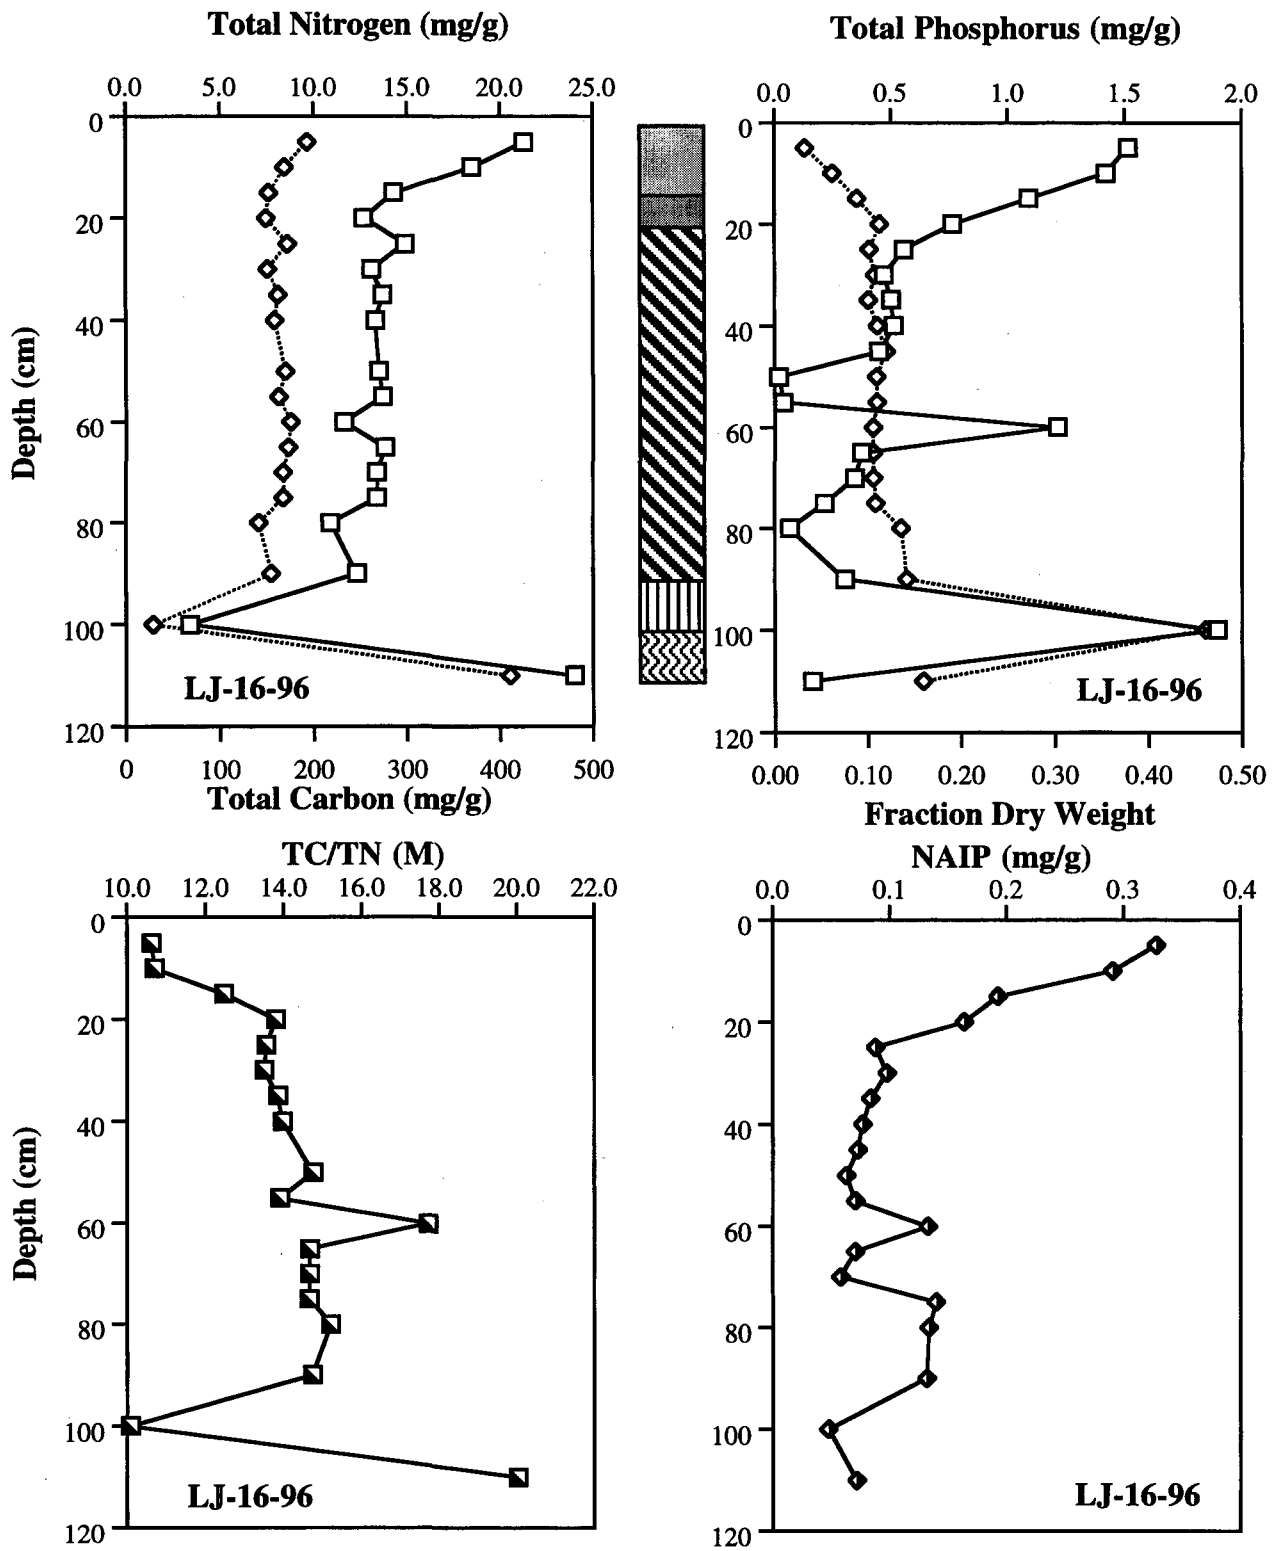 Total Nitrogen (mg/g)
0.0 5.0 10.0 15.0 20.0 25.0
0
20
40
60
80
100
120
Depth (cm)
LJ-16-96
0 100 200 300 400 500
Total Carbon (mg/g)
Total Phosphorus (mg/g)
0.0 0.5 1.0 1.5 2.0
0
20
40
60
80
100
120
LJ-16-96
0.00 0.10 0.20 0.30 0.40 0.50
Fraction Dry Weight
TC/TN (M)
10.0 12.0 14.0 16.0 18.0 20.0 22.0
0
20
40
60
80
100
120
Depth (cm)
LJ-16-96
NAIP (mg/g)
0.0 0.1 0.2 0.3 0.4
0
20
40
60
80
100
120
LJ-16-96